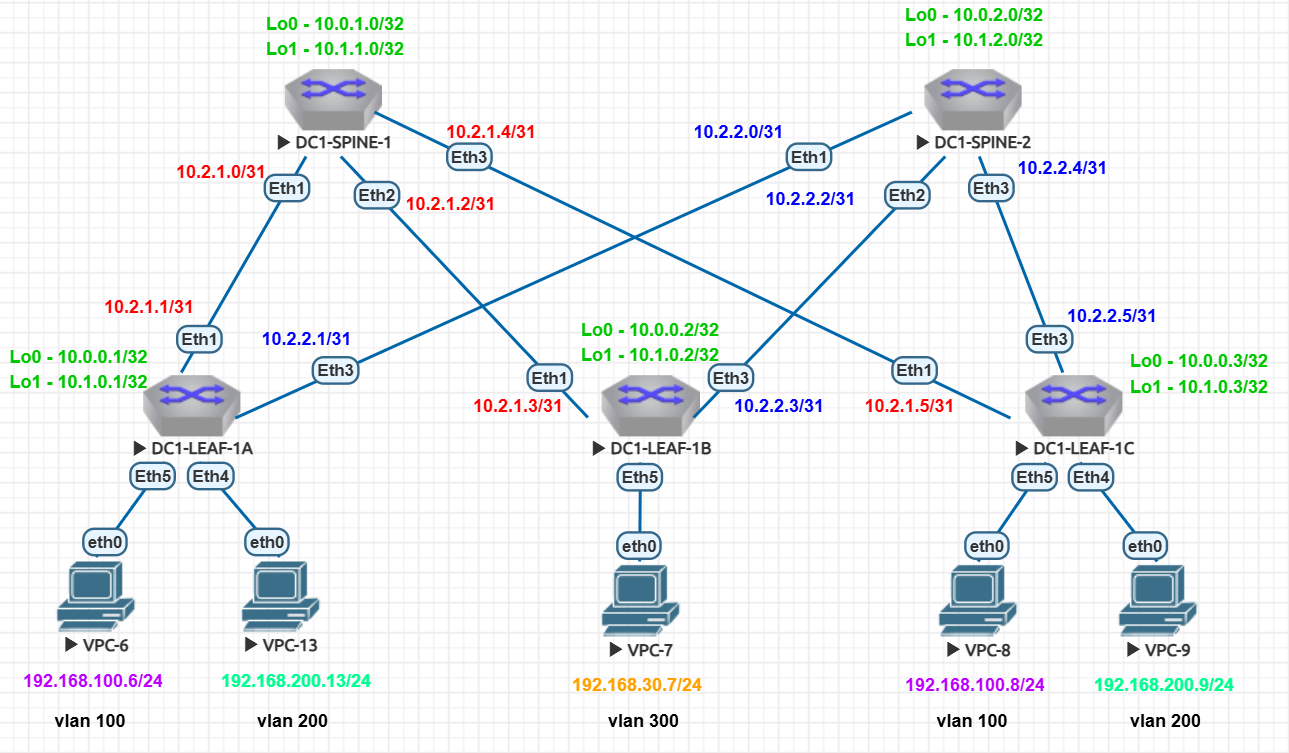 Lo0 - 10.0.1.0/32
Lo1 - 10.1.1.0/32
Lo0 - 10.0.2.0/32
Lo1 - 10.1.2.0/32
DC1-SPINE-1
DC1-SPINE-2
10.2.1.4/31
Eth3
10.2.2.0/31
Eth1
10.2.1.0/31
Eth1
Eth2
10.2.1.2/31
10.2.2.2/31
Eth2
Eth3
10.2.2.4/31
10.2.1.1/31
Eth1
10.2.2.1/31
Eth3
Lo0 - 10.0.0.1/32
Lo1 - 10.1.0.1/32
Lo0 - 10.0.0.2/32
Lo1 - 10.1.0.2/32
Eth1
10.2.1.3/31
Eth3
10.2.2.3/31
Eth1
10.2.1.5/31
10.2.2.5/31
Eth3
Lo0 - 10.0.0.3/32
Lo1 - 10.1.0.3/32
DC1-LEAF-1A
DC1-LEAF-1B
DC1-LEAF-1C
Eth5
Eth4
Eth5
Eth5
Eth4
eth0
eth0
eth0
eth0
eth0
VPC-6
VPC-13
VPC-7
VPC-8
VPC-9
192.168.100.6/24
192.168.200.13/24
192.168.30.7/24
192.168.100.8/24
192.168.200.9/24
vlan 100
vlan 200
vlan 300
vlan 100
vlan 200